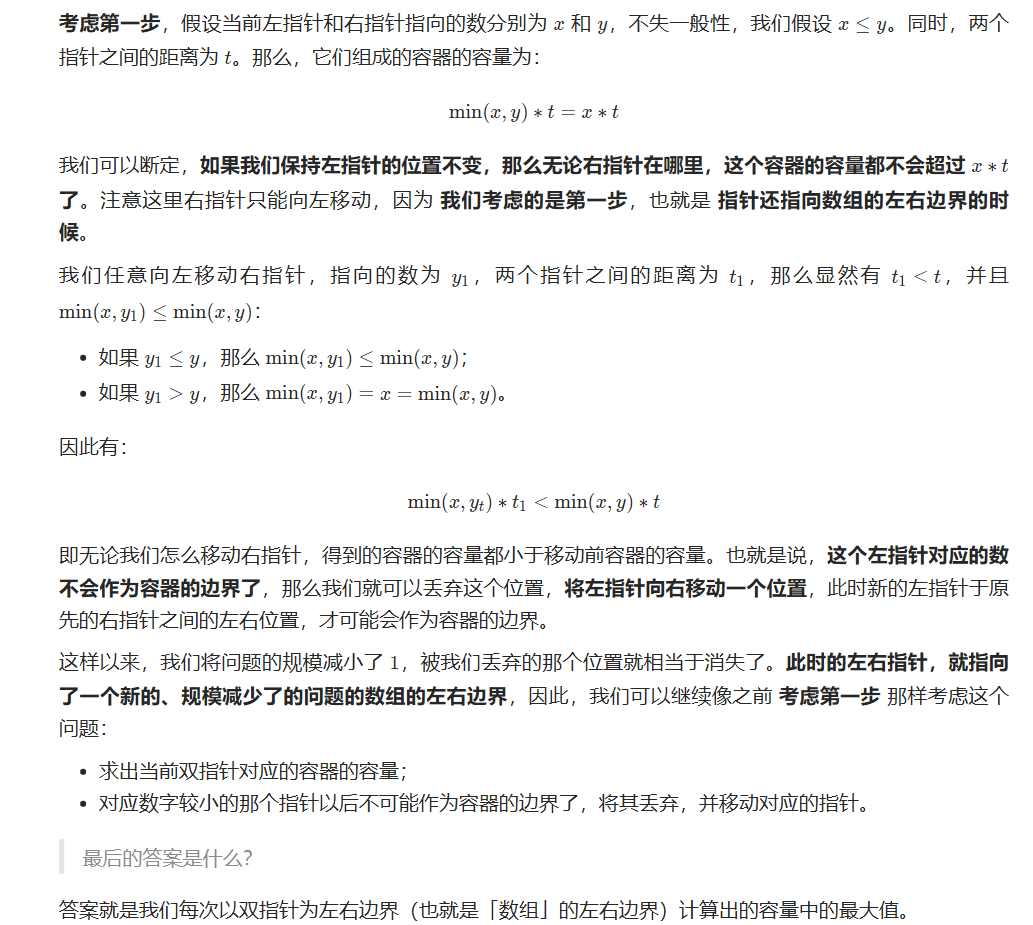 考虑第一步，假设当前左指针和右指针指向的数分别为 x 和 y，不失一般性，我们假设 x ≤ y。同时，两个
指针之间的距离为 t。那么，它们组成的容器的容量为：
min(x, y) ∗ t = x ∗ t
我们可以断定，如果我们保持左指针的位置不变，那么无论右指针在哪里，这个容器的容量都不会超过 x ∗ t
了。注意这里右指针只能向左移动，因为 我们考虑的是第一步，也就是 指针还指向数组的左右边界的时
候。
我们任意向左移动右指针，指向的数为 y₁，两个指针之间的距离为 t₁，那么显然有 t₁ < t，并且
min(x, y₁) ≤ min(x, y)：
• 如果 y₁ ≤ y，那么 min(x, y₁) ≤ min(x, y)；
• 如果 y₁ > y，那么 min(x, y₁) = x = min(x, y)。
因此有：
min(x, yₜ) ∗ t₁ < min(x, y) ∗ t
即无论我们怎么移动右指针，得到的容器的容量都小于移动前容器的容量。也就是说，这个左指针对应的数
不会作为容器的边界了，那么我们就可以丢弃这个位置，将左指针向右移动一个位置，此时新的左指针于原
先的右指针之间的左右位置，才可能会作为容器的边界。
这样以来，我们将问题的规模减小了 1，被我们丢弃的那个位置就相当于消失了。此时的左右指针，就指向
了一个新的、规模减少了的问题的数组的左右边界，因此，我们可以继续像之前 考虑第一步 那样考虑这个
问题：
• 求出当前双指针对应的容器的容量；
• 对应数字较小的那个指针以后不可能作为容器的边界了，将其丢弃，并移动对应的指针。
最后的答案是什么？
答案就是我们每次以双指针为左右边界（也就是「数组」的左右边界）计算出的容量中的最大值。